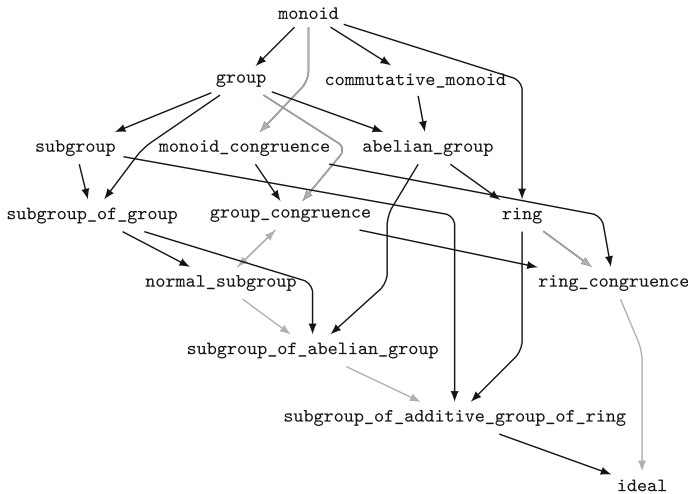 monoid
group
commutative_monoid
subgroup
monoid_congruence
abelian_group
subgroup_of_group
group_congruence
ring
normal_subgroup
ring_congruence
subgroup_of_abelian_group
subgroup_of_additive_group_of_ring
ideal